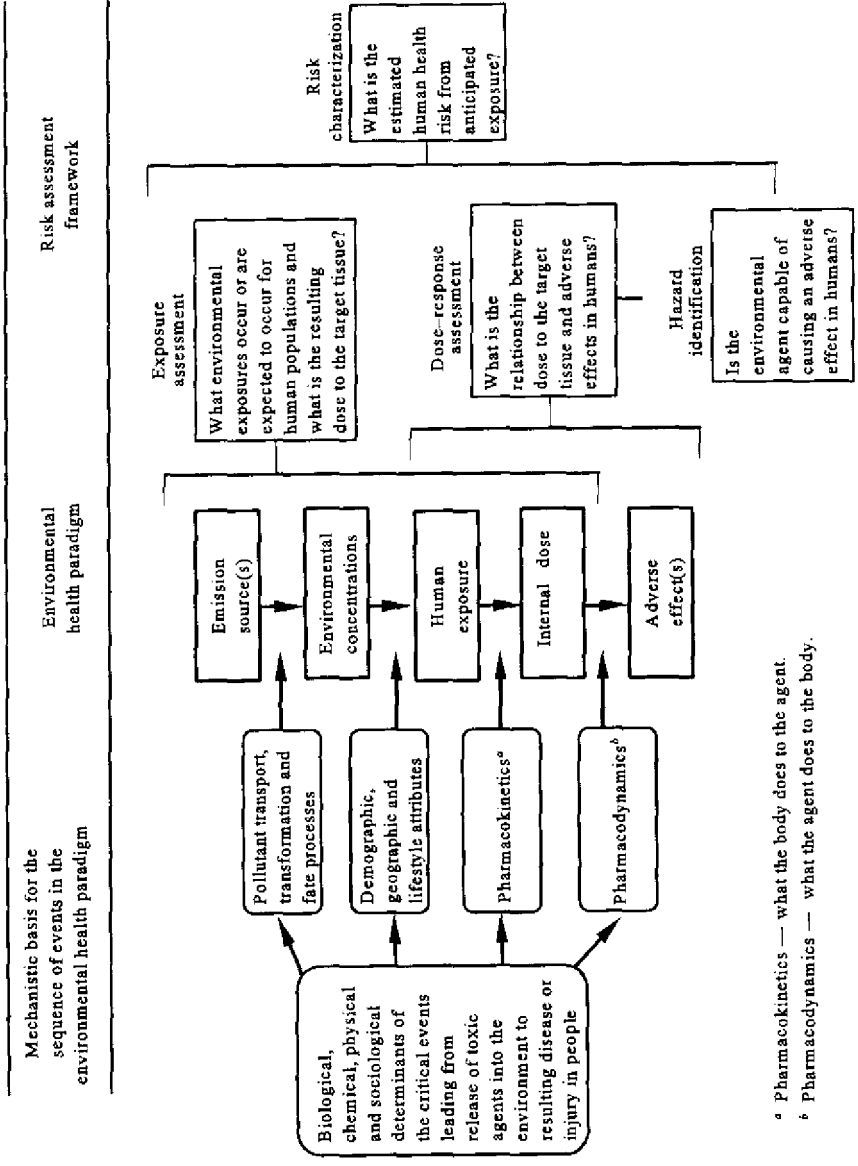 Mechanistic basis for the
sequence of events in the
environmental health paradigm
Environmental
health paradigm
Risk assessment
framework
Biological,
chemical, physical
and sociological
determinants of
the critical events
leading from
release of toxic
agents into the
environment to
resulting disease or
injury in people
Pollutant transport,
transformation and
fate processes
Demographic,
geographic and
lifestyle attributes
Pharmacokineticsᵃ
Pharmacodynamicsᵇ
Emission
source(s)
Environmental
concentrations
Human
exposure
Internal dose
Adverse
effect(s)
Exposure
assessment
What environmental
exposures occur or are
expected to occur for
human populations and
what is the resulting
dose to the target tissue?
Dose–response
assessment
What is the
relationship between
dose to the target
tissue and adverse
effects in humans?
Hazard
identification
Is the
environmental
agent capable of
causing an adverse
effect in humans?
Risk
characterization
What is the
estimated
human health
risk from
anticipated
exposure?
ᵃ Pharmacokinetics — what the body does to the agent.
ᵇ Pharmacodynamics — what the agent does to the body.